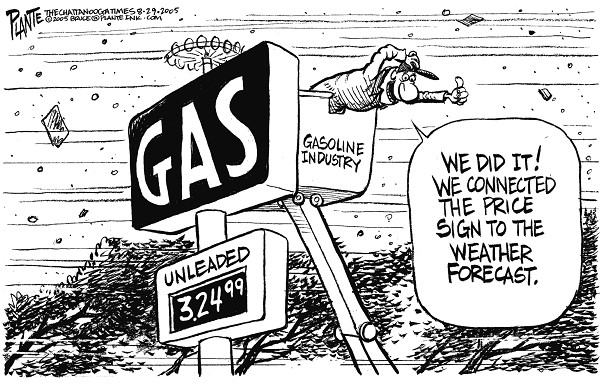 PLANTE
THE CHATTANOOGA TIMES 8-29-2005
©2005 BRUCE@PLANTE INK.COM
GAS
GASOLINE
INDUSTRY
UNLEADED
3.24 99
WE DID IT!
WE CONNECTED
THE PRICE
SIGN TO THE
WEATHER
FORECAST.